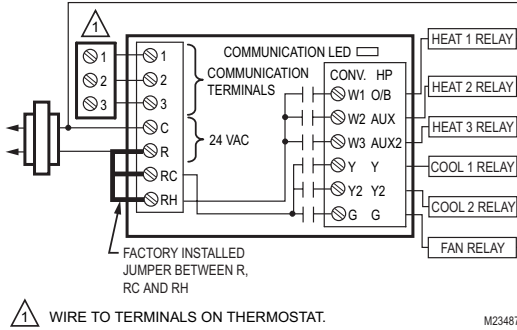 1
1 1
2 2
3 3
C
R
RC
RH
COMMUNICATION LED
COMMUNICATION
TERMINALS
24 VAC
CONV. HP
W1 O/B
W2 AUX
W3 AUX2
Y Y
Y2 Y2
G G
HEAT 1 RELAY
HEAT 2 RELAY
HEAT 3 RELAY
COOL 1 RELAY
COOL 2 RELAY
FAN RELAY
FACTORY INSTALLED
JUMPER BETWEEN R,
RC AND RH
1 WIRE TO TERMINALS ON THERMOSTAT.
M23487